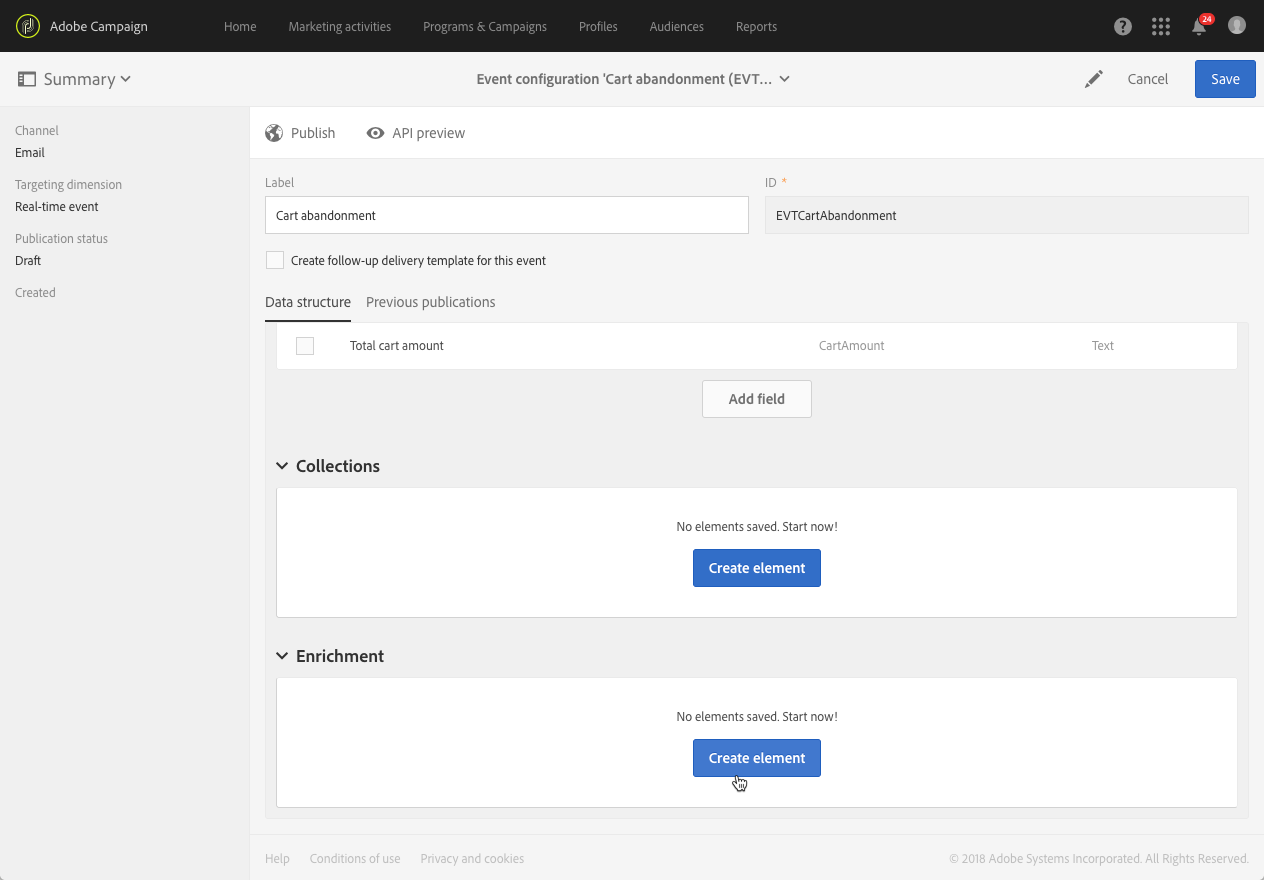 Adobe Campaign Home Marketing activities Programs & Campaigns Profiles Audiences Reports 24
Summary Event configuration 'Cart abandonment (EVT... Cancel Save
Channel
Email
Targeting dimension
Real-time event
Publication status
Draft
Created
Publish API preview
Label ID *
Cart abandonment EVTCartAbandonment
Create follow-up delivery template for this event
Data structure Previous publications
Total cart amount CartAmount Text
Add field
Collections
No elements saved. Start now!
Create element
Enrichment
No elements saved. Start now!
Create element
Help Conditions of use Privacy and cookies © 2018 Adobe Systems Incorporated. All Rights Reserved.